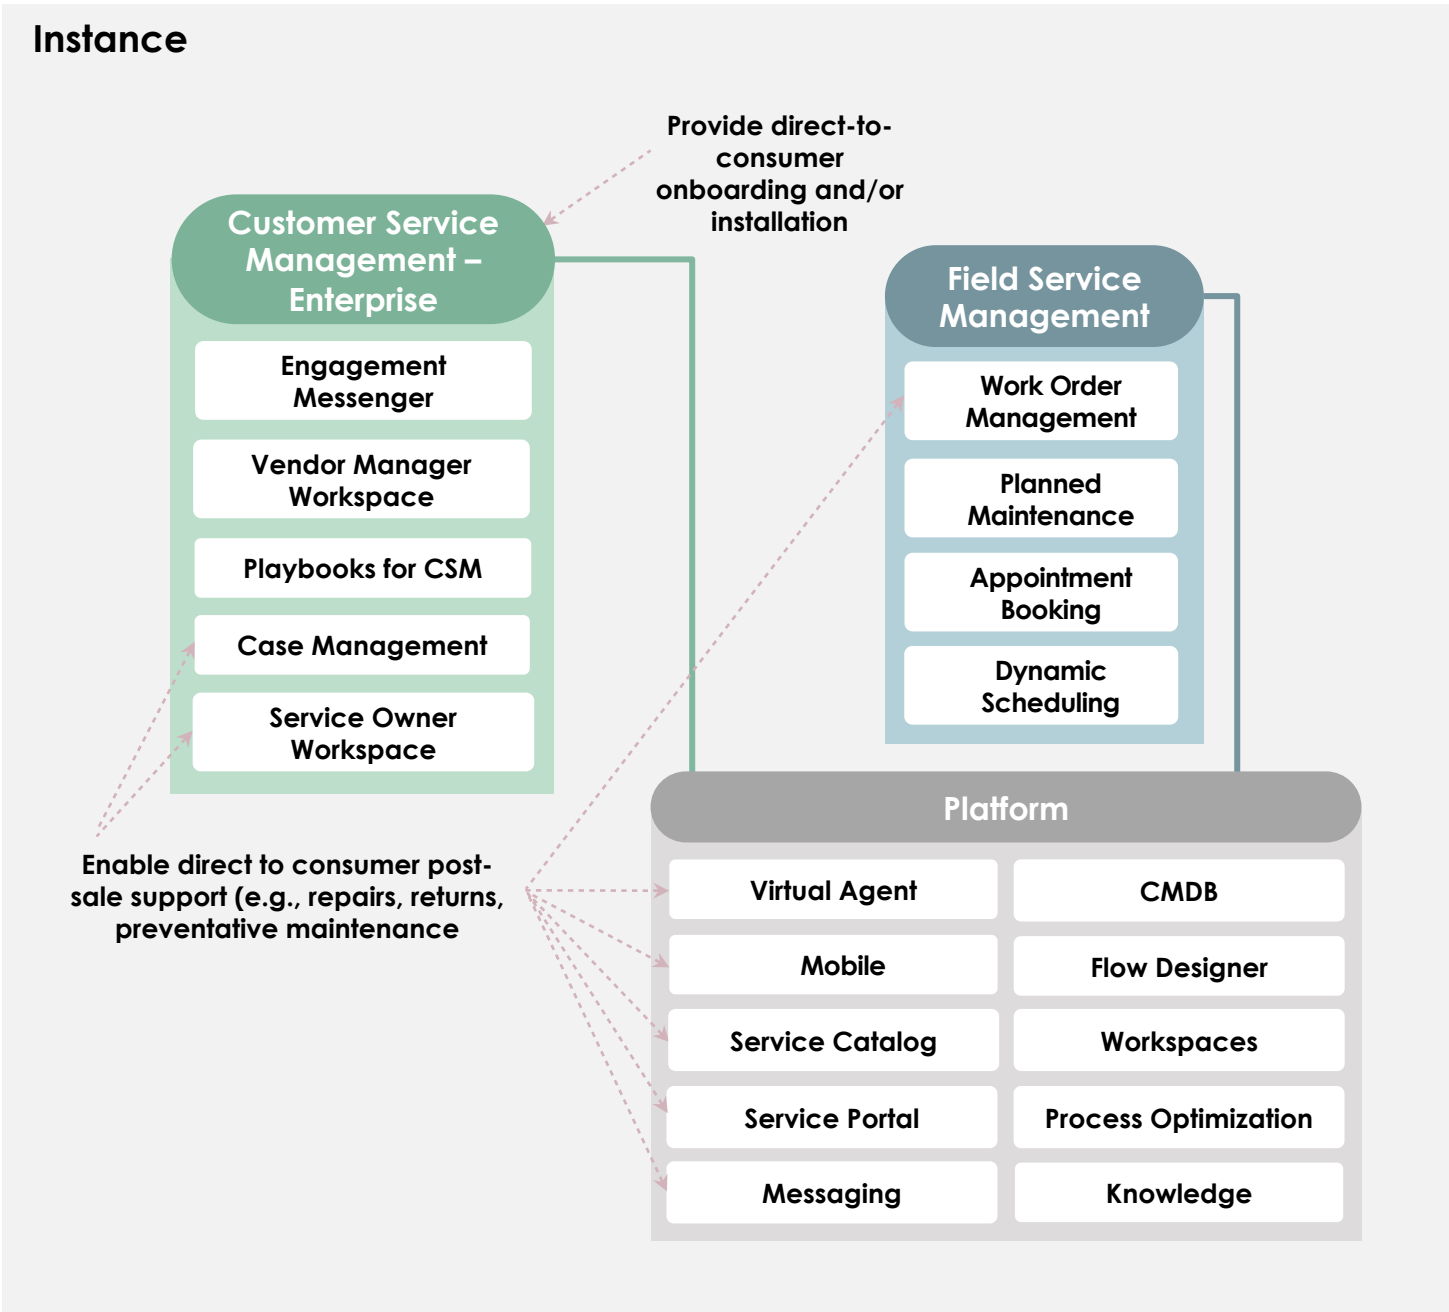 Instance
Provide direct-to-
consumer
onboarding and/or
installation
Customer Service
Management –
Enterprise
Engagement
Messenger
Vendor Manager
Workspace
Playbooks for CSM
Case Management
Service Owner
Workspace
Field Service
Management
Work Order
Management
Planned
Maintenance
Appointment
Booking
Dynamic
Scheduling
Enable direct to consumer post-
sale support (e.g., repairs, returns,
preventative maintenance
Platform
Virtual Agent
CMDB
Mobile
Flow Designer
Service Catalog
Workspaces
Service Portal
Process Optimization
Messaging
Knowledge